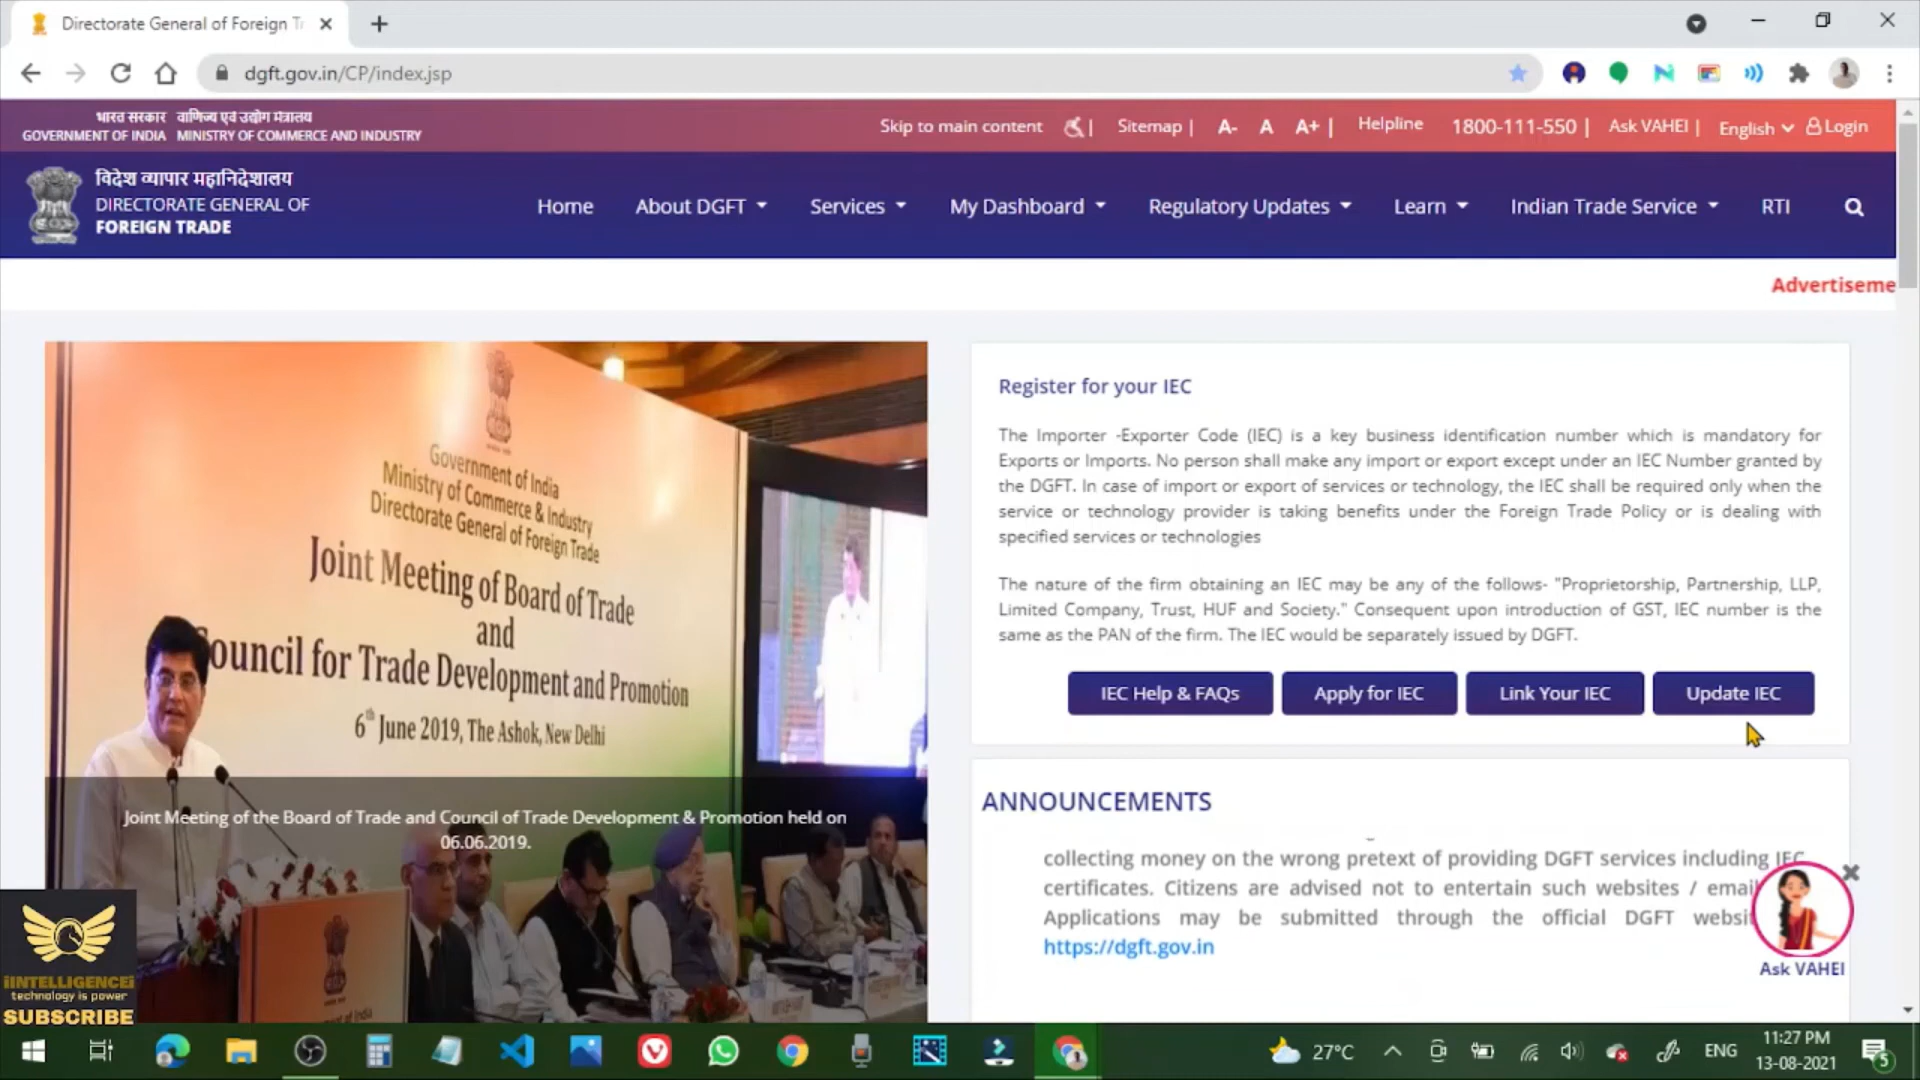 Directorate General of Foreign T
dgft.gov.in/CP/index.jsp
भारत सरकार वाणिज्य एवं उद्योग मंत्रालय
GOVERNMENT OF INDIA MINISTRY OF COMMERCE AND INDUSTRY
Skip to main content | Sitemap | A- A A+ | Helpline 1800-111-550 | Ask VAHEI | English Login
विदेश व्यापार महानिदेशालय
DIRECTORATE GENERAL OF
FOREIGN TRADE
Home About DGFT Services My Dashboard Regulatory Updates Learn Indian Trade Service RTI
Advertiseme
Government of India
Ministry of Commerce & Industry
Directorate General of Foreign Trade
Joint Meeting of Board of Trade
and
Council for Trade Development and Promotion
6th June 2019, The Ashok, New Delhi
Joint Meeting of the Board of Trade and Council of Trade Development & Promotion held on
06.06.2019.
Register for your IEC
The Importer -Exporter Code (IEC) is a key business identification number which is mandatory for
Exports or Imports. No person shall make any import or export except under an IEC Number granted by
the DGFT. In case of import or export of services or technology, the IEC shall be required only when the
service or technology provider is taking benefits under the Foreign Trade Policy or is dealing with
specified services or technologies
The nature of the firm obtaining an IEC may be any of the follows- "Proprietorship, Partnership, LLP,
Limited Company, Trust, HUF and Society." Consequent upon introduction of GST, IEC number is the
same as the PAN of the firm. The IEC would be separately issued by DGFT.
IEC Help & FAQs Apply for IEC Link Your IEC Update IEC
ANNOUNCEMENTS
collecting money on the wrong pretext of providing DGFT services including IEC
certificates. Citizens are advised not to entertain such websites / email
Applications may be submitted through the official DGFT websit
https://dgft.gov.in
Ask VAHEI
iINTELLIGENCEi
technology is power
SUBSCRIBE
27°C ENG 11:27 PM
13-08-2021
5